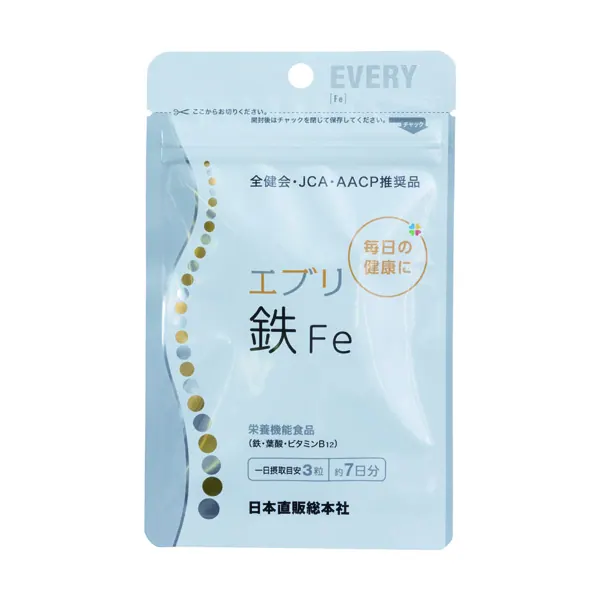 EVERY
[Fe]
ここからお切りください。
開封後はチャックを閉じて保存してください。
チャック
全健会・JCA・AACP推奨品
毎日の
健康に
エブリ
鉄 Fe
栄養機能食品
(鉄・葉酸・ビタミンB12)
一日摂取目安3粒 約7日分
日本直販総本社